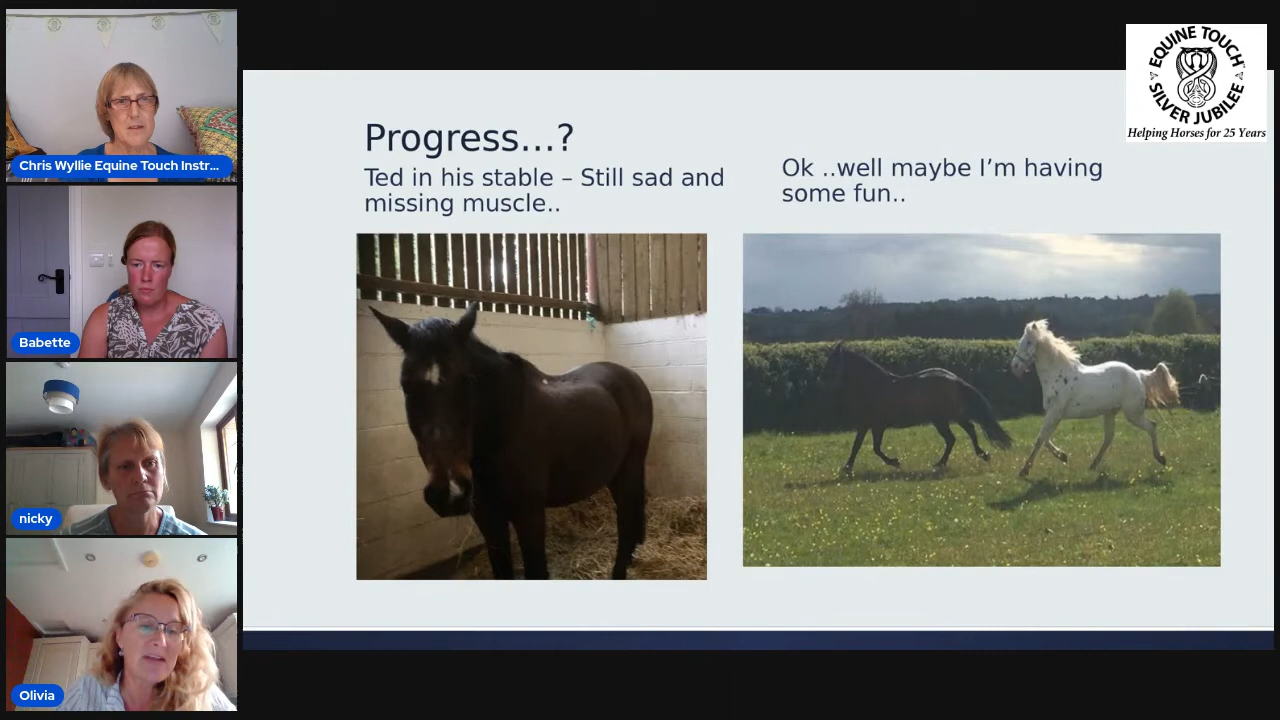 Chris Wyllie Equine Touch Instr...
Babette
nicky
Olivia
Progress...?
Ted in his stable – Still sad and
missing muscle..
Ok ..well maybe I'm having
some fun..
EQUINE TOUCH
SILVER JUBILEE
Helping Horses for 25 Years